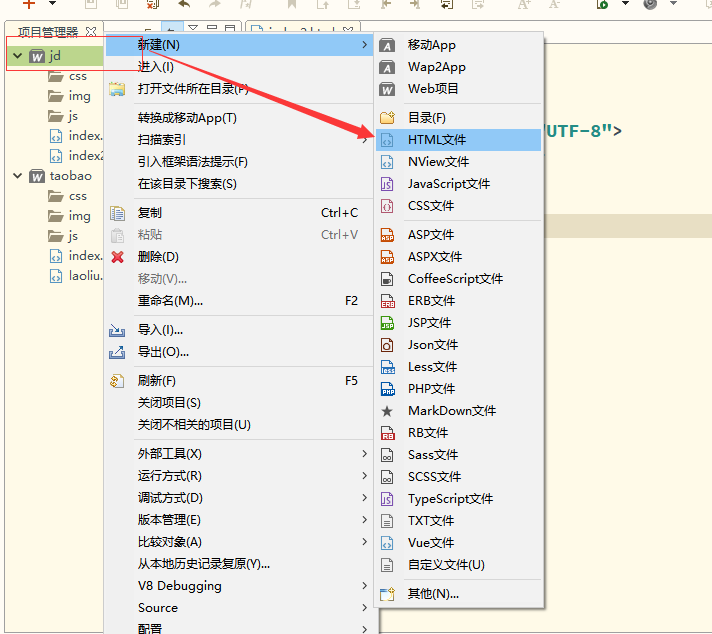 项目管理器
jd
css
img
js
index.
index2
taobao
css
img
js
index.
laoliu.
新建(N)
进入(I)
打开文件所在目录(P)
转换成移动App(T)
扫描索引
引入框架语法提示(F)
在该目录下搜索(S)
复制 Ctrl+C
粘贴 Ctrl+V
删除(D)
移动(V)...
重命名(M)... F2
导入(I)...
导出(O)...
刷新(F) F5
关闭项目(S)
关闭不相关的项目(U)
外部工具(X)
运行方式(R)
调试方式(D)
版本管理(E)
比较对象(A)
从本地历史记录复原(Y)...
V8 Debugging
Source
配置
移动App
Wap2App
Web项目
目录(F)
HTML文件
NView文件
JavaScript文件
CSS文件
ASP文件
ASPX文件
CoffeeScript文件
ERB文件
JSP文件
Json文件
Less文件
PHP文件
MarkDown文件
RB文件
Sass文件
SCSS文件
TypeScript文件
TXT文件
Vue文件
自定义文件(U)
其他(N)...
UTF-8">